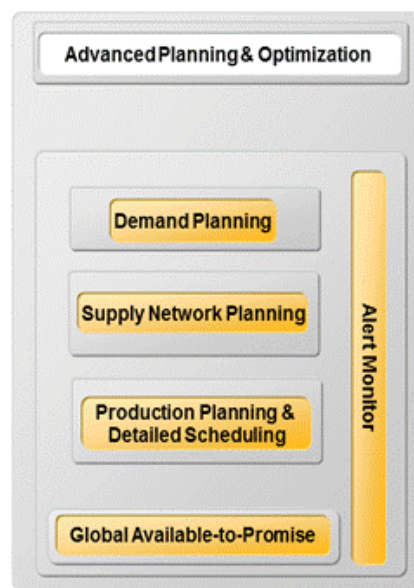 Advanced Planning & Optimization
Demand Planning
Supply Network Planning
Production Planning &
Detailed Scheduling
Global Available-to-Promise
Alert Monitor